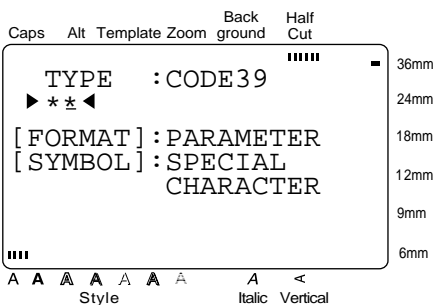 Back Half
Caps Alt Template Zoom ground Cut
TYPE :CODE39
▶**◀
[FORMAT]:PARAMETER
[SYMBOL]:SPECIAL
CHARACTER
36mm
24mm
18mm
12mm
9mm
6mm
A A A A A A A A A
Style Italic Vertical